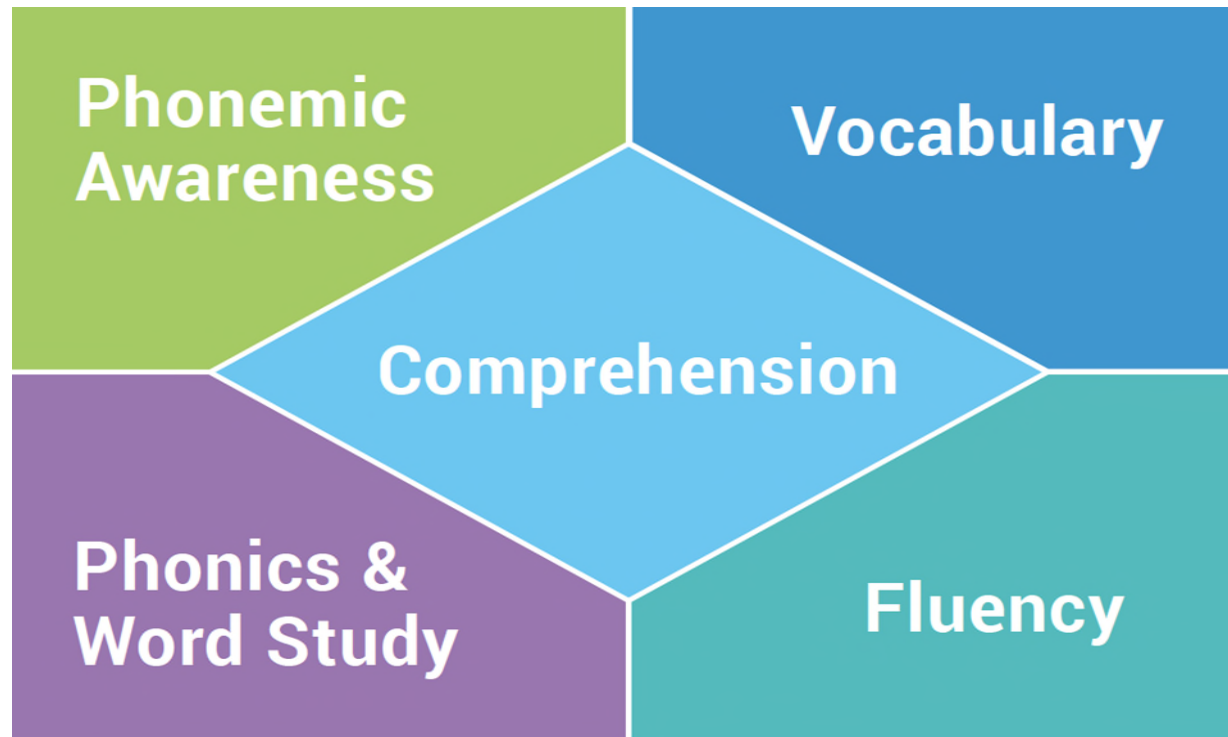 Phonemic
Awareness
Vocabulary
Comprehension
Phonics &
Word Study
Fluency